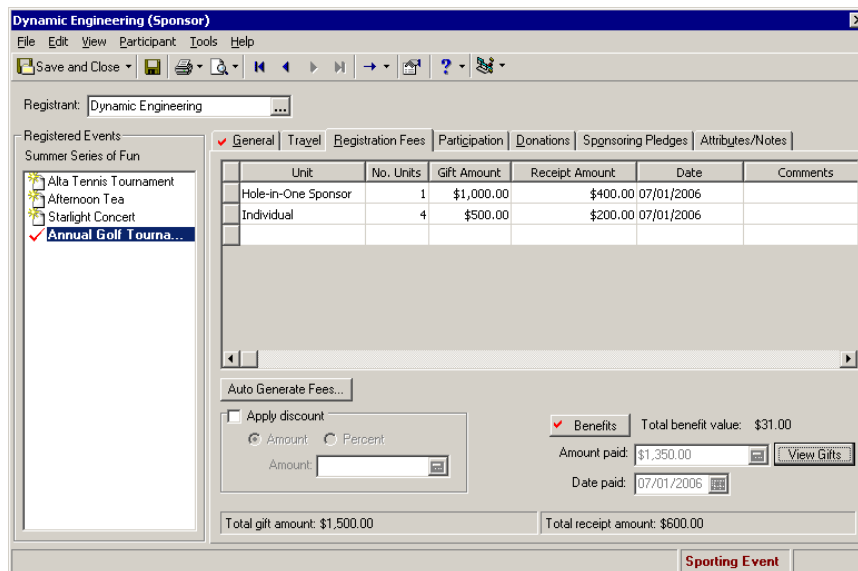 Dynamic Engineering (Sponsor)
File Edit View Participant Tools Help
Save and Close
Registrant: Dynamic Engineering ...
Registered Events
Summer Series of Fun
Alta Tennis Tournament
Afternoon Tea
Starlight Concert
Annual Golf Tourna...
General Travel Registration Fees Participation Donations Sponsoring Pledges Attributes/Notes
Unit No. Units Gift Amount Receipt Amount Date Comments
Hole-in-One Sponsor 1 $1,000.00 $400.00 07/01/2006
Individual 4 $500.00 $200.00 07/01/2006
Auto Generate Fees...
Apply discount
Amount Percent
Amount:
Benefits Total benefit value: $31.00
Amount paid: $1,350.00 View Gifts
Date paid: 07/01/2006
Total gift amount: $1,500.00 Total receipt amount: $600.00
Sporting Event